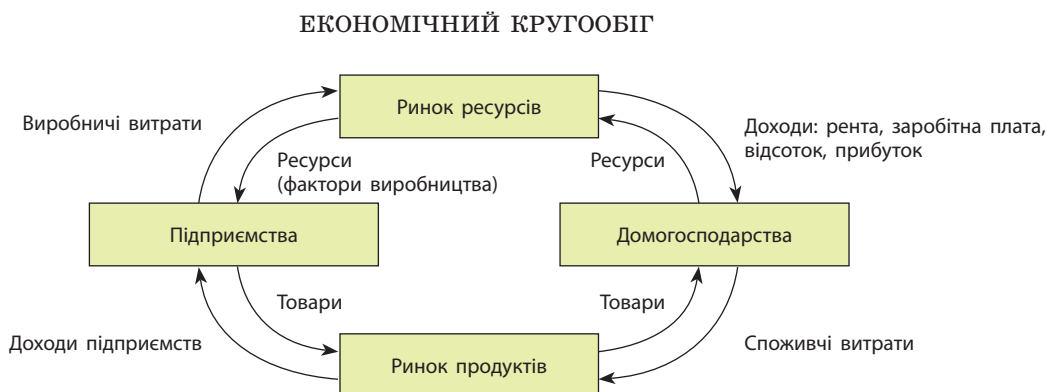 ЕКОНОМІЧНИЙ КРУГООБІГ
Ринок ресурсів
Виробничі витрати
Доходи: рента, заробітна плата,
відсоток, прибуток
Ресурси
(фактори виробництва)
Ресурси
Підприємства
Домогосподарства
Товари
Товари
Доходи підприємств
Споживчі витрати
Ринок продуктів